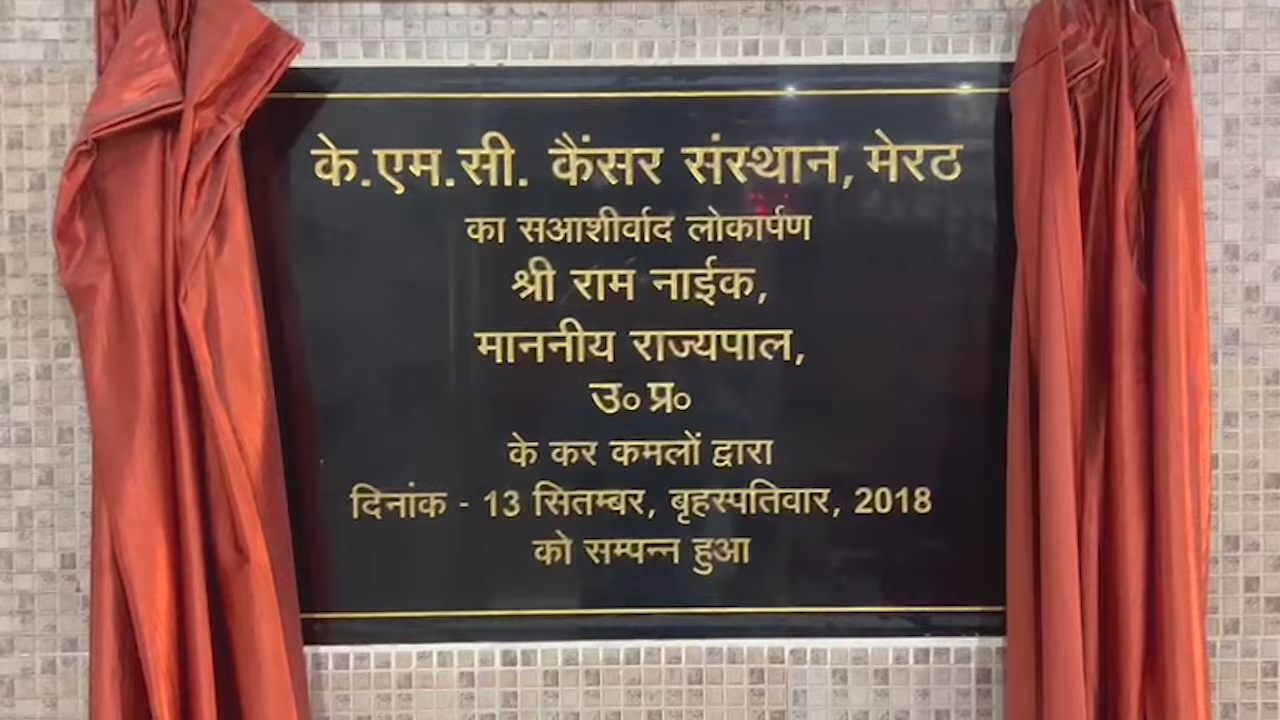 के.एम.सी. कैंसर संस्थान, मेरठ
का सआशीर्वाद लोकार्पण
श्री राम नाईक,
माननीय राज्यपाल,
उ० प्र०
के कर कमलों द्वारा
दिनांक - 13 सितम्बर, बृहस्पतिवार, 2018
को सम्पन्न हुआ